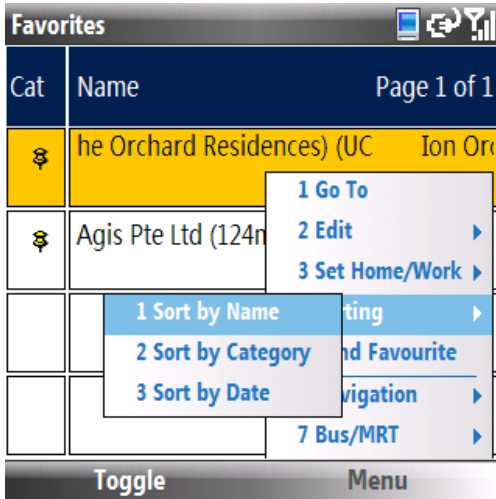 Favorites
Cat Name Page 1 of 1
he Orchard Residences) (UC Ion Or
1 Go To
Agis Pte Ltd (124 2 Edit
3 Set Home/Work
1 Sort by Name rting
2 Sort by Category nd Favourite
3 Sort by Date vigation
7 Bus/MRT
Toggle Menu